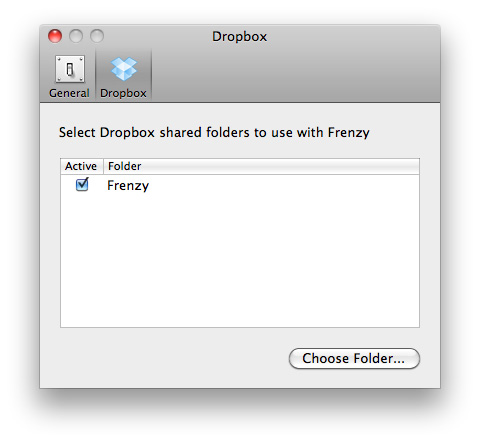 Dropbox
General Dropbox
Select Dropbox shared folders to use with Frenzy
Active Folder
Frenzy
Choose Folder...